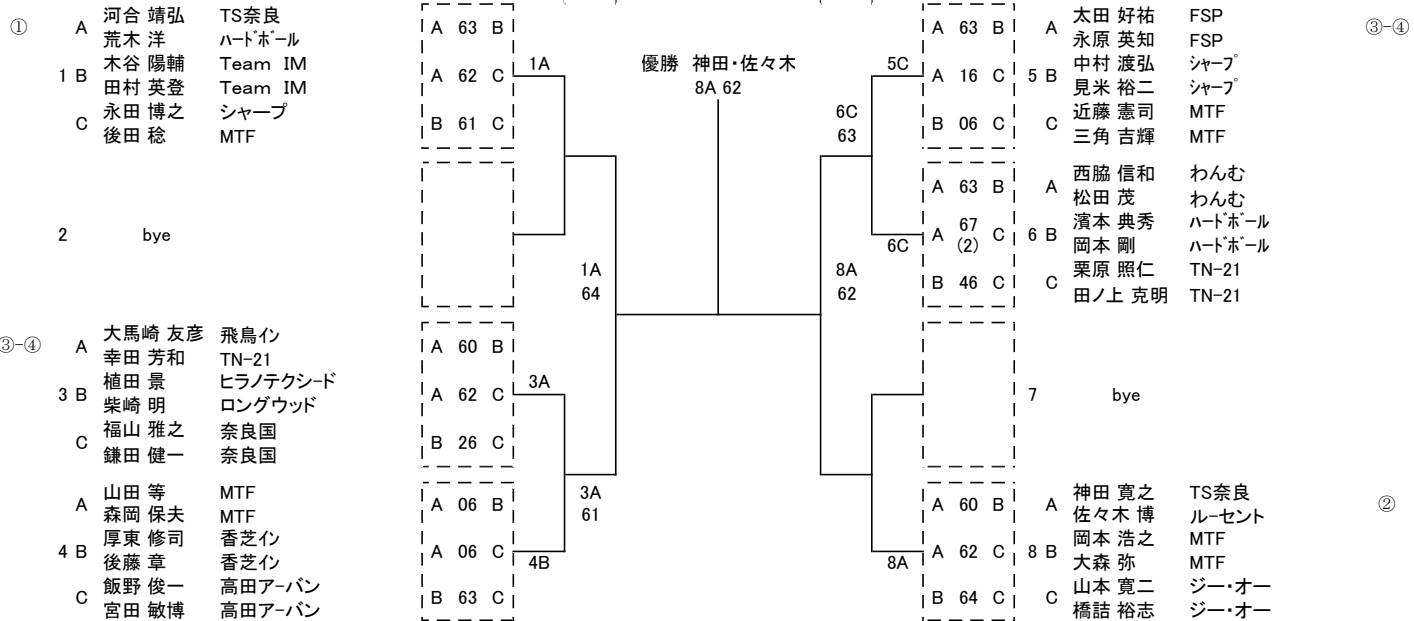 ① A 河合 靖弘 TS奈良
荒木 洋 ハードボール
1 B 木谷 陽輔 Team IM
田村 英登 Team IM
C 永田 博之 シャープ
後田 稔 MTF
A 63 B
A 62 C
B 61 C
1A
2 bye
③-④ A 大馬崎 友彦 飛鳥イン
幸田 芳和 TN-21
3 B 植田 景 ヒラノテクシード
柴崎 明 ロングウッド
C 福山 雅之 奈良国
鎌田 健一 奈良国
A 60 B
A 62 C
B 26 C
3A
A 山田 等 MTF
森岡 保夫 MTF
4 B 厚東 修司 香芝イン
後藤 章 香芝イン
C 飯野 俊一 高田アーバン
宮田 敏博 高田アーバン
A 06 B
A 06 C
B 63 C
4B
3A
61
1A
64
優勝 神田・佐々木
8A 62
8A
62
6C
63
5C
A 63 B
A 16 C
B 06 C
A 太田 好祐 FSP ③-④
永原 英知 FSP
5 B 中村 渡弘 シャープ
見米 裕二 シャープ
C 近藤 憲司 MTF
三角 吉輝 MTF
6C
A 63 B
A 67 C
(2)
B 46 C
A 西脇 信和 わんむ
松田 茂 わんむ
6 B 濱本 典秀 ハードボール
岡本 剛 ハードボール
C 栗原 照仁 TN-21
田ノ上 克明 TN-21
7 bye
8A
A 60 B
A 62 C
B 64 C
A 神田 寛之 TS奈良 ②
佐々木 博 ルーセント
8 B 岡本 浩之 MTF
大森 弥 MTF
C 山本 寛二 ジー・オー
橋詰 裕志 ジー・オー